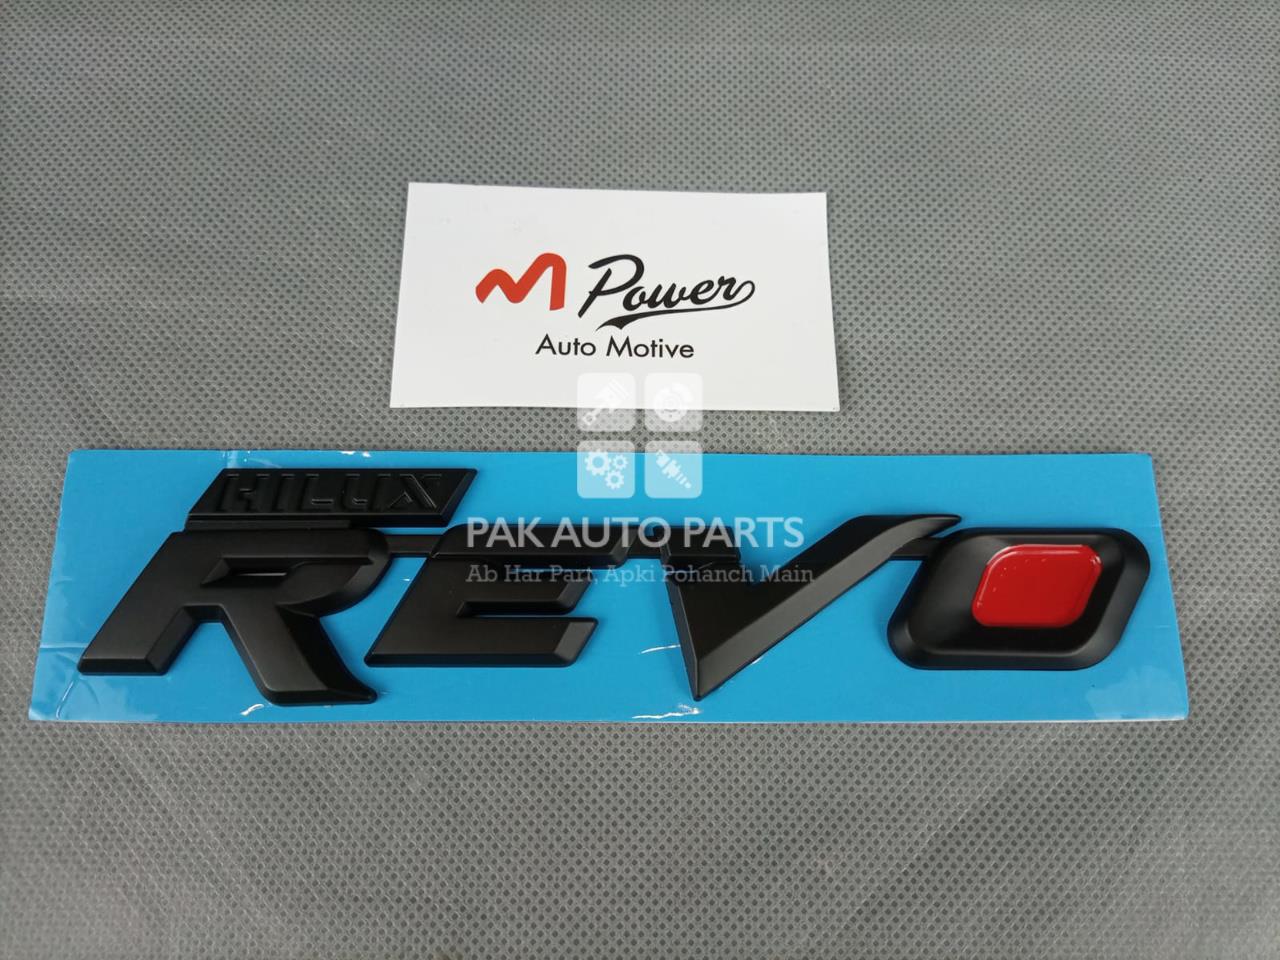 M Power
Auto Motive
HILUX
REVO
PAK AUTO PARTS
Ab Har Part, Apki Pohanch Main